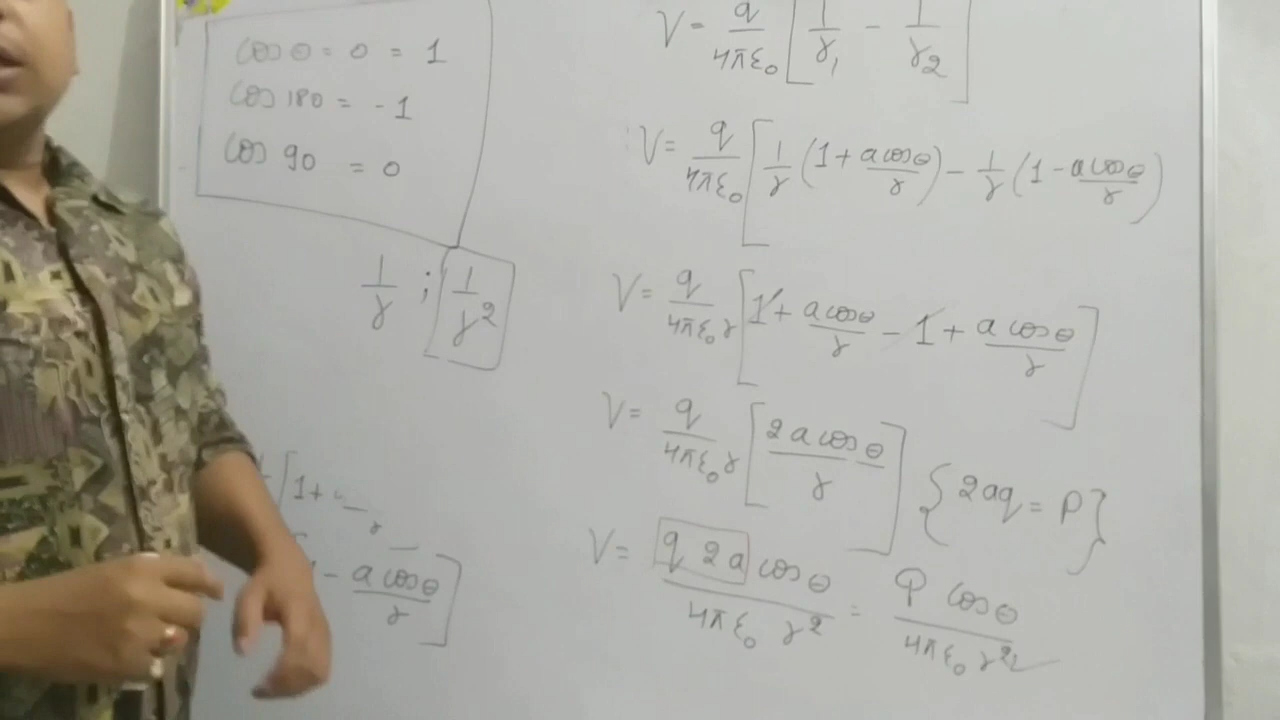 cos 0 = 0 = 1
cos 180 = - 1
cos 90 = 0
1/r ; 1/r²
[1+
- a cosθ/r ]
V = q/4πε₀ [ 1/r₁ - 1/r₂ ]
V = q/4πε₀ [ 1/r (1 + a cosθ/r) - 1/r (1 - a cosθ/r)
V = q/4πε₀r [ 1 + a cosθ/r - 1 + a cosθ/r ]
V = q/4πε₀r [ 2a cosθ/r ] { 2aq = P }
V = q 2a cosθ/4πε₀ r² = P cosθ/4πε₀ r²